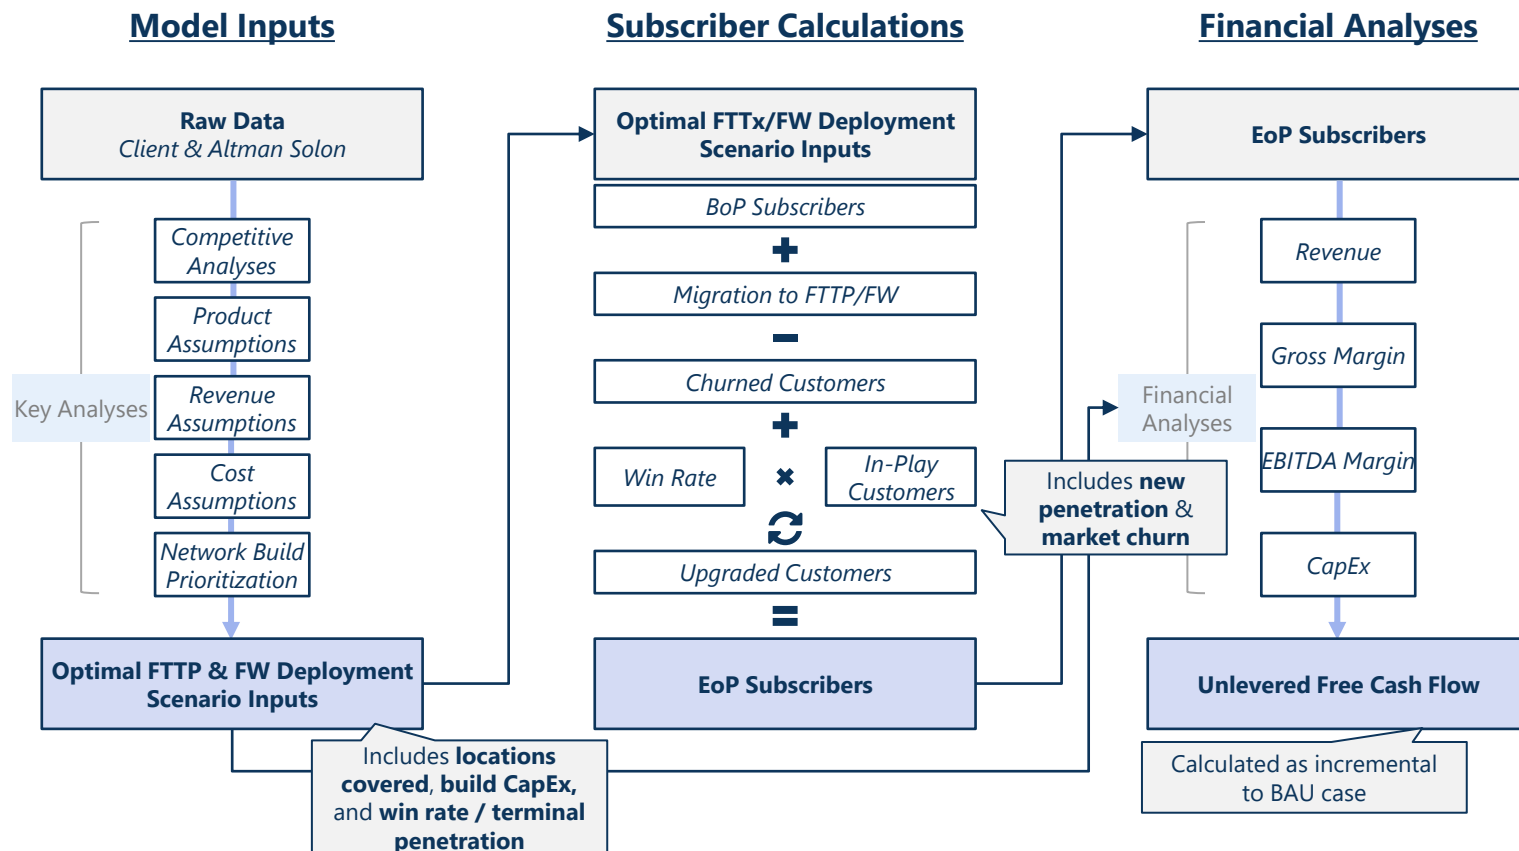 Model Inputs
Subscriber Calculations
Financial Analyses
Raw Data
Client & Altman Solon
Key Analyses
Competitive
Analyses
Product
Assumptions
Revenue
Assumptions
Cost
Assumptions
Network Build
Prioritization
Optimal FTTP & FW Deployment
Scenario Inputs
Includes locations
covered, build CapEx,
and win rate / terminal
penetration
Optimal FTTx/FW Deployment
Scenario Inputs
BoP Subscribers
+
Migration to FTTP/FW
−
Churned Customers
+
Win Rate
×
In-Play
Customers
Includes new
penetration &
market churn
Upgraded Customers
=
EoP Subscribers
EoP Subscribers
Financial
Analyses
Revenue
Gross Margin
EBITDA Margin
CapEx
Unlevered Free Cash Flow
Calculated as incremental
to BAU case